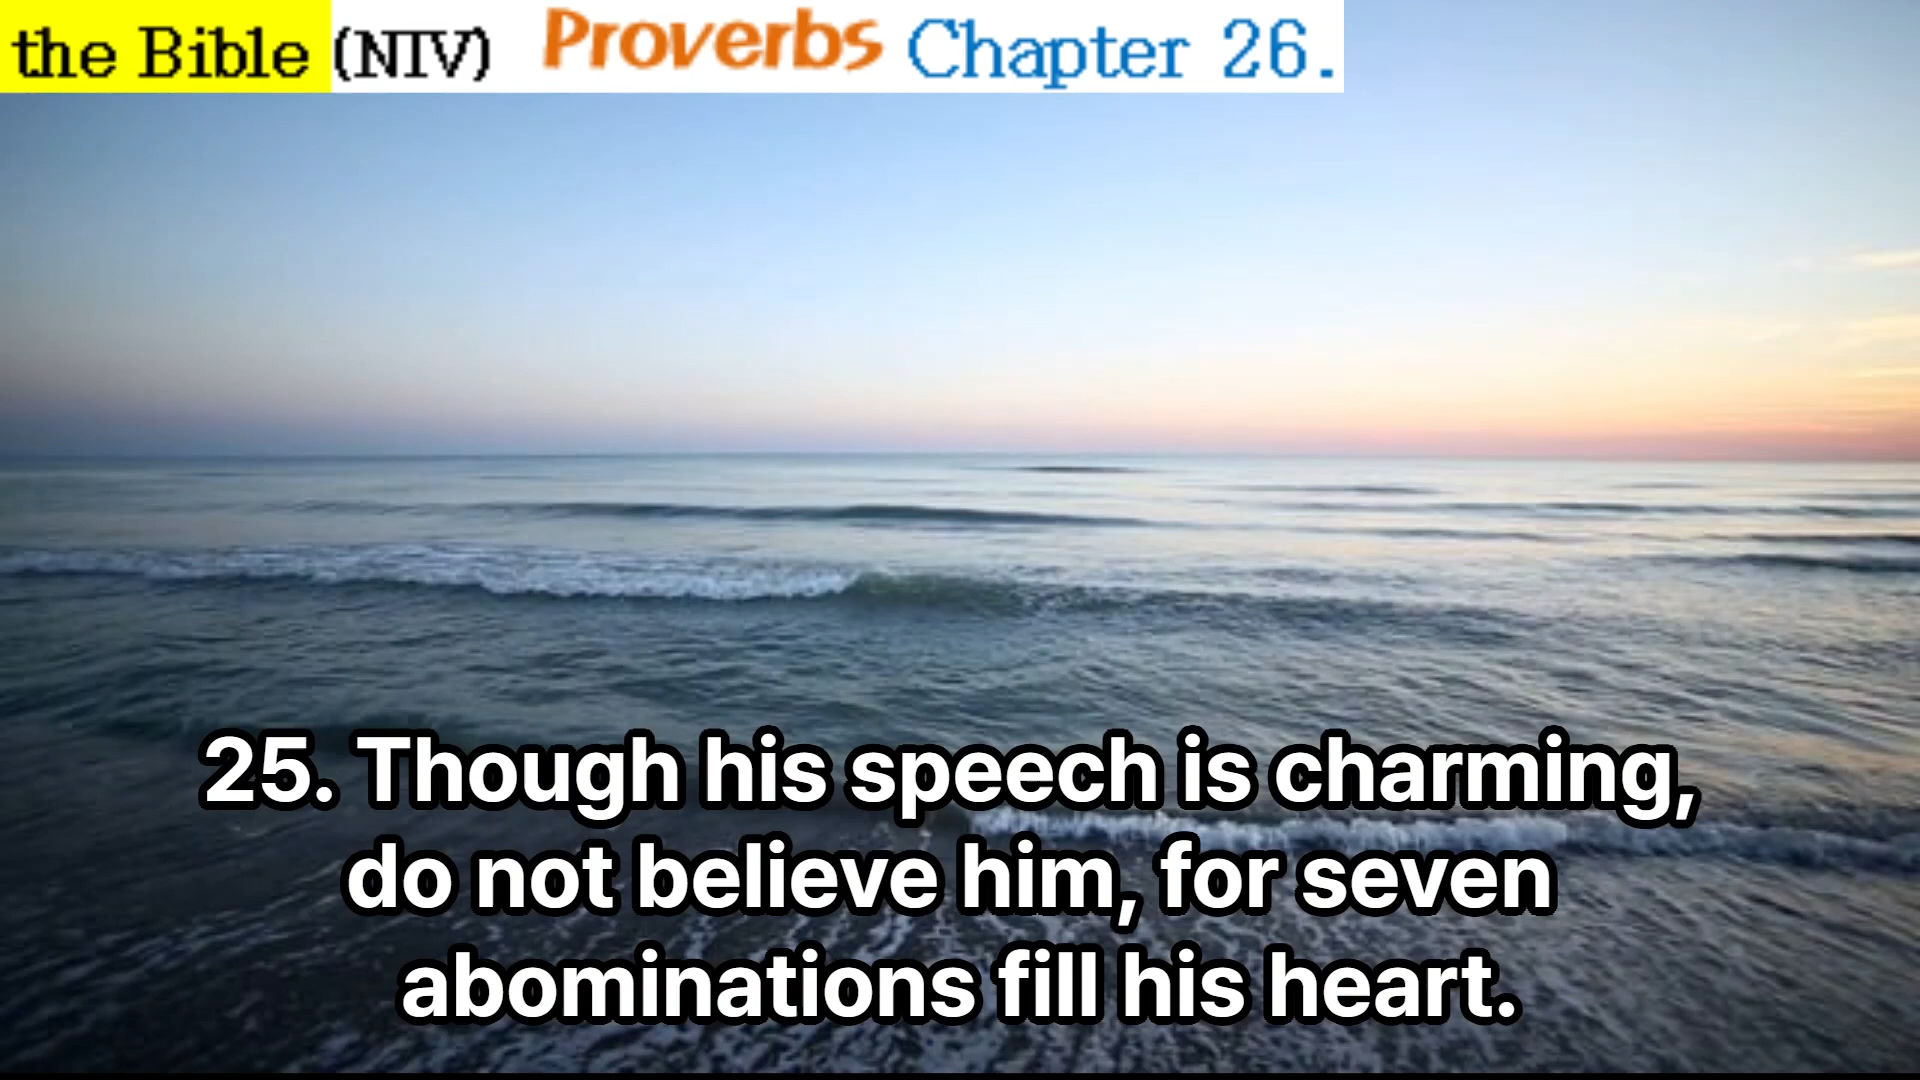 the Bible (NIV) Proverbs Chapter 26.
25. Though his speech is charming,
do not believe him, for seven
abominations fill his heart.